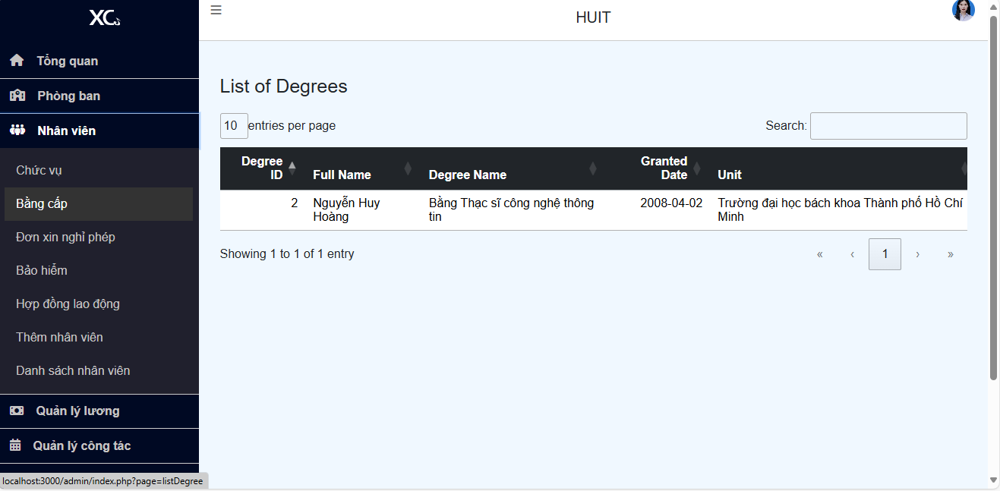 XC
HUIT
Tổng quan
Phòng ban
Nhân viên
Chức vụ
Bằng cấp
Đơn xin nghỉ phép
Bảo hiểm
Hợp đồng lao động
Thêm nhân viên
Danh sách nhân viên
Quản lý lương
Quản lý công tác
localhost:3000/admin/index.php?page=listDegree
List of Degrees
10 entries per page
Search:
Degree ID Full Name Degree Name Granted Date Unit
2 Nguyễn Huy Hoàng Bằng Thạc sĩ công nghệ thông tin 2008-04-02 Trường đại học bách khoa Thành phố Hồ Chí Minh
Showing 1 to 1 of 1 entry
« ‹ 1 › »